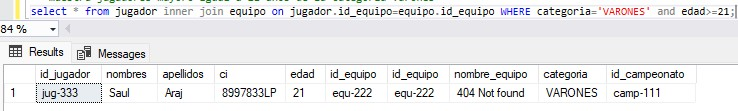 select * from jugador inner join equipo on jugador.id_equipo=equipo.id_equipo WHERE categoria='VARONES' and edad>=21;
84 %
Results Messages
id_jugador nombres apellidos ci edad id_equipo id_equipo nombre_equipo categoria id_campeonato
1 jug-333 Saul Araj 8997833LP 21 equ-222 equ-222 404 Not found VARONES camp-111